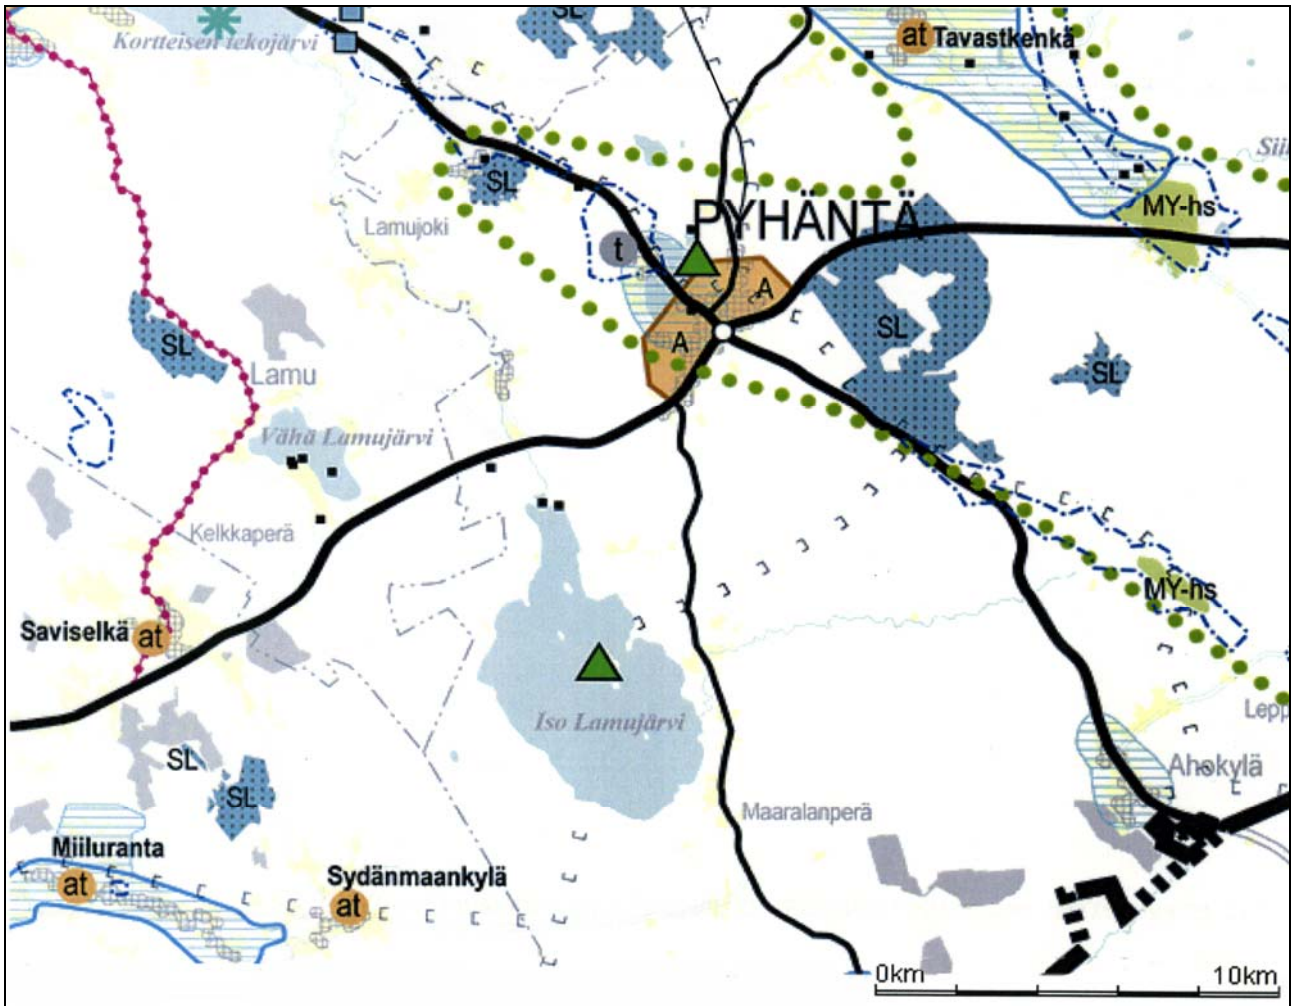 SL
at Tavastkenkä
Kortteisen tekojärvi
SL
MY-hs
PYHÄNTÄ
Lamujoki
t
A
SL
SL
A
Lamu
SL
Vähä Lamujärvi
Kelkkaperä
MY-hs
Saviselkä at
Iso Lamujärvi
Lepp
SL
Ahokylä
SL
Maaralanperä
Miiluranta
at
Sydänmaankylä
at
0km 10km